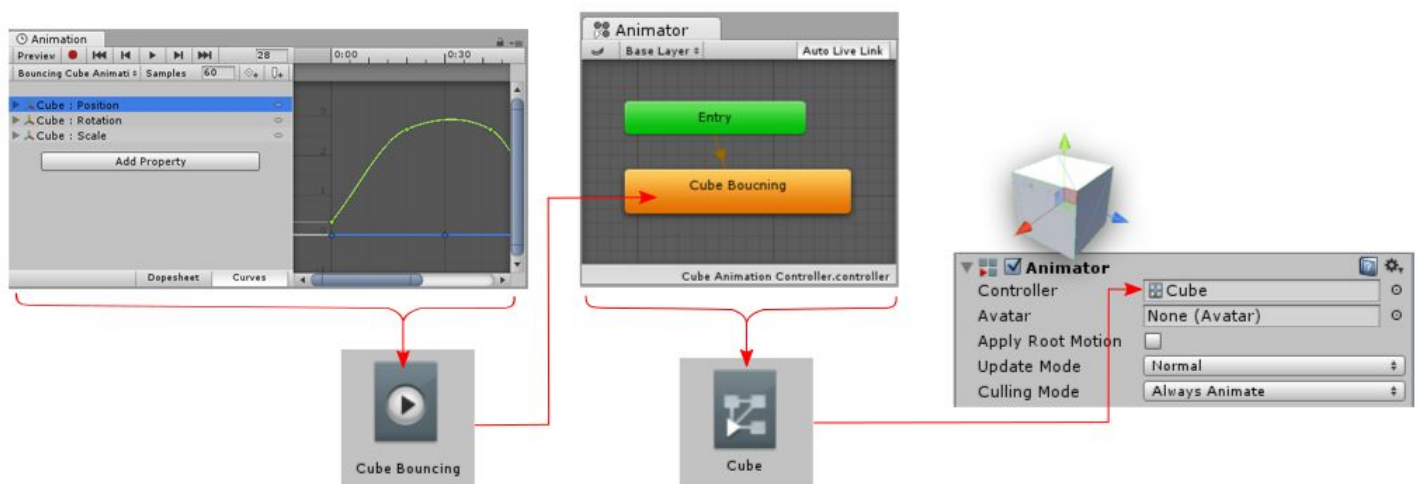 Animation
Preview 28 0:00 0:30
Bouncing Cube Animati Samples 60
Cube : Position
Cube : Rotation
Cube : Scale
Add Property
Dopesheet Curves
Cube Bouncing
Animator
Base Layer Auto Live Link
Entry
Cube Boucning
Cube Animation Controller.controller
Cube
Animator
Controller Cube
Avatar None (Avatar)
Apply Root Motion
Update Mode Normal
Culling Mode Always Animate